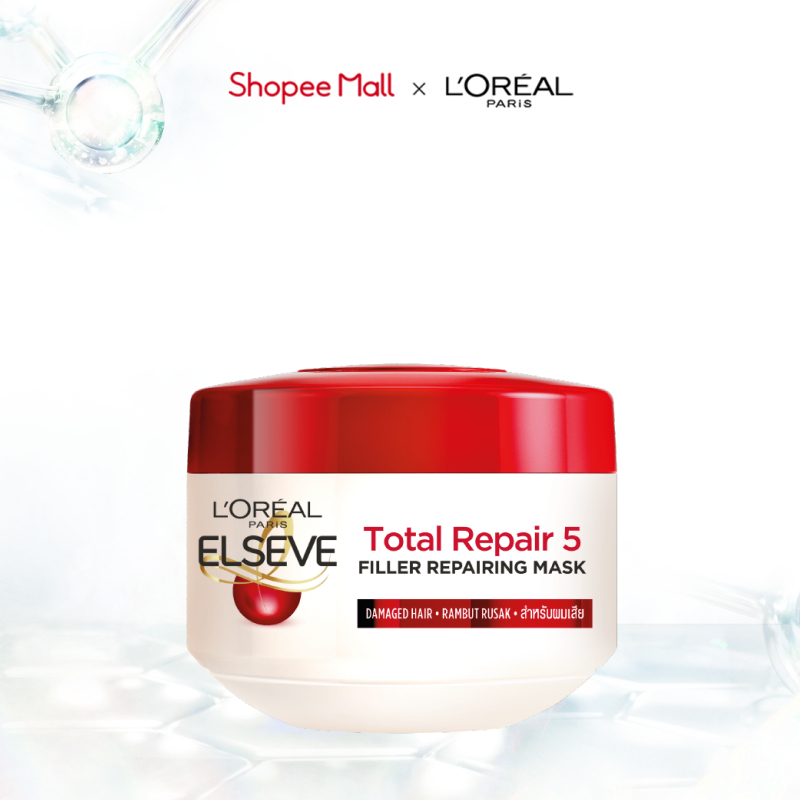 Shopee Mall × L'ORÉAL
PARIS
L'ORÉAL
PARIS
ELSEVE
Total Repair 5
FILLER REPAIRING MASK
DAMAGED HAIR • RAMBUT RUSAK • สำหรับผมเสีย